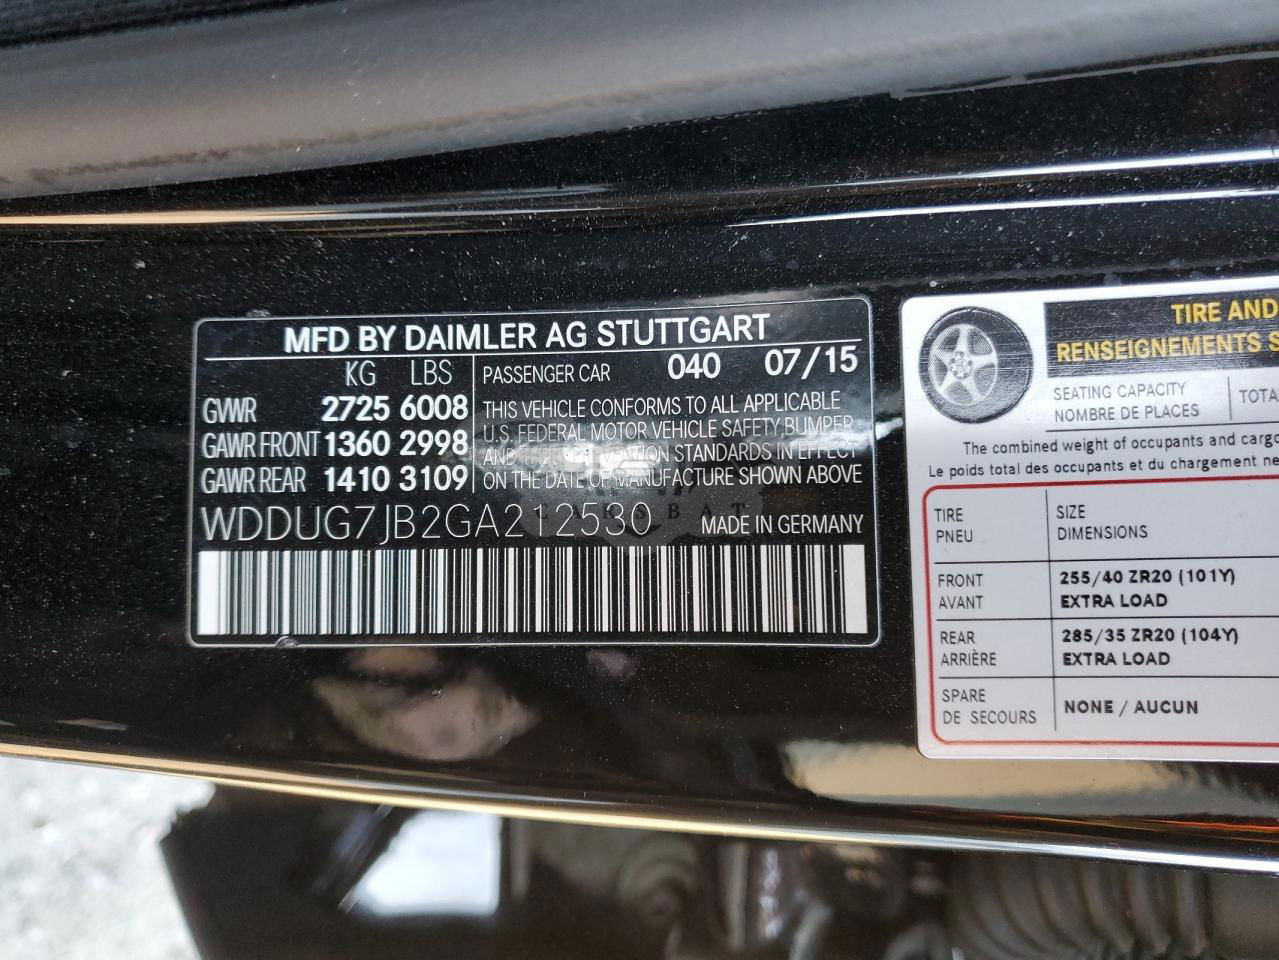 MFD BY DAIMLER AG STUTTGART
KG LBS
GVWR 2725 6008
GAWR FRONT 1360 2998
GAWR REAR 1410 3109
PASSENGER CAR 040 07/15
THIS VEHICLE CONFORMS TO ALL APPLICABLE
U.S. FEDERAL MOTOR VEHICLE SAFETY, BUMPER
AND STANDARDS IN EFFECT
ON THE DATE OF MANUFACTURE SHOWN ABOVE
WDDUG7JB2GA212530 MADE IN GERMANY
CARSBAT
TIRE AND
RENSEIGNEMENTS
SEATING CAPACITY
NOMBRE DE PLACES
The combined weight of occupants and cargo
Le poids total des occupants et du chargement ne
TIRE SIZE
PNEU DIMENSIONS
FRONT 255/40 ZR20 (101Y)
AVANT EXTRA LOAD
REAR 285/35 ZR20 (104Y)
ARRIÈRE EXTRA LOAD
SPARE NONE / AUCUN
DE SECOURS